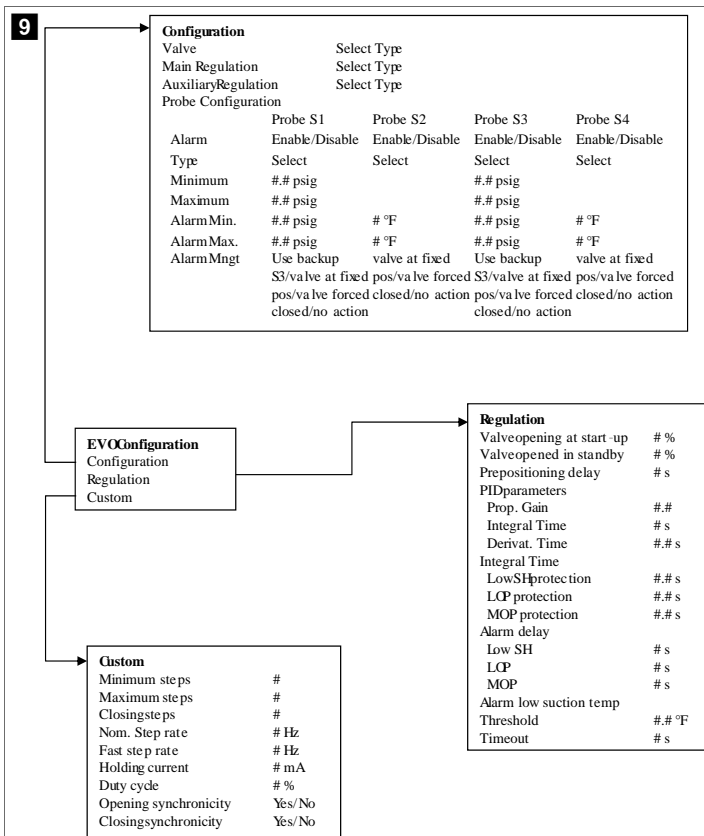 9
Configuration
Valve Select Type
Main Regulation Select Type
AuxiliaryRegulation Select Type
Probe Configuration
Probe S1 Probe S2 Probe S3 Probe S4
Alarm Enable/Disable Enable/Disable Enable/Disable Enable/Disable
Type Select Select Select Select
Minimum #.# psig #.# psig
Maximum #.# psig #.# psig
AlarmMin. #.# psig # °F #.# psig # °F
AlarmMax. #.# psig # °F #.# psig # °F
AlarmMngt Use backup valve at fixed Use backup valve at fixed
S3/valve at fixed pos/valve forced S3/valve at fixed pos/valve forced
pos/valve forced closed/no action pos/valve forced closed/no action
closed/no action closed/no action
EVOConfiguration
Configuration
Regulation
Custom
Regulation
Valveopening at start-up # %
Valveopened in standby # %
Prepositioning delay # s
PIDparameters
Prop. Gain #.#
Integral Time # s
Derivat. Time #.# s
Integral Time
LowSHprotection #.# s
LOP protection #.# s
MOP protection #.# s
Alarm delay
Low SH # s
LOP # s
MOP # s
Alarm low suction temp
Threshold #.# °F
Timeout # s
Custom
Minimum steps #
Maximum steps #
Closingsteps #
Nom. Step rate # Hz
Fast step rate # Hz
Holding current # mA
Duty cycle # %
Opening synchronicity Yes/No
Closingsynchronicity Yes/No